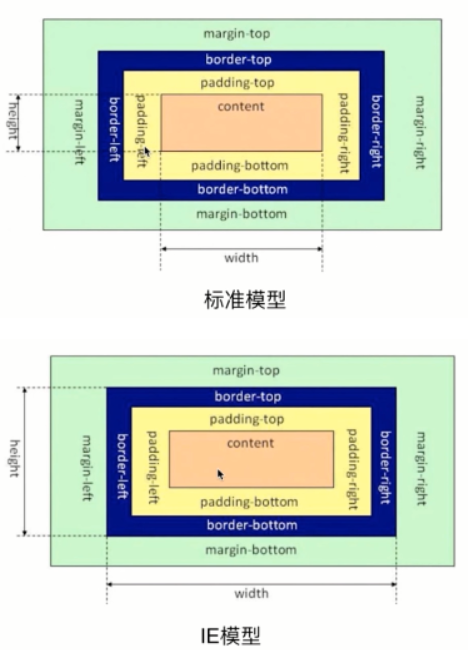 margin-top
border-top
padding-top
content
height
margin-left
border-left
padding-left
padding-right
border-right
margin-right
padding-bottom
border-bottom
margin-bottom
width
标准模型
margin-top
border-top
padding-top
content
height
margin-left
border-left
padding-left
padding-right
border-right
margin-right
padding-bottom
border-bottom
margin-bottom
width
IE模型